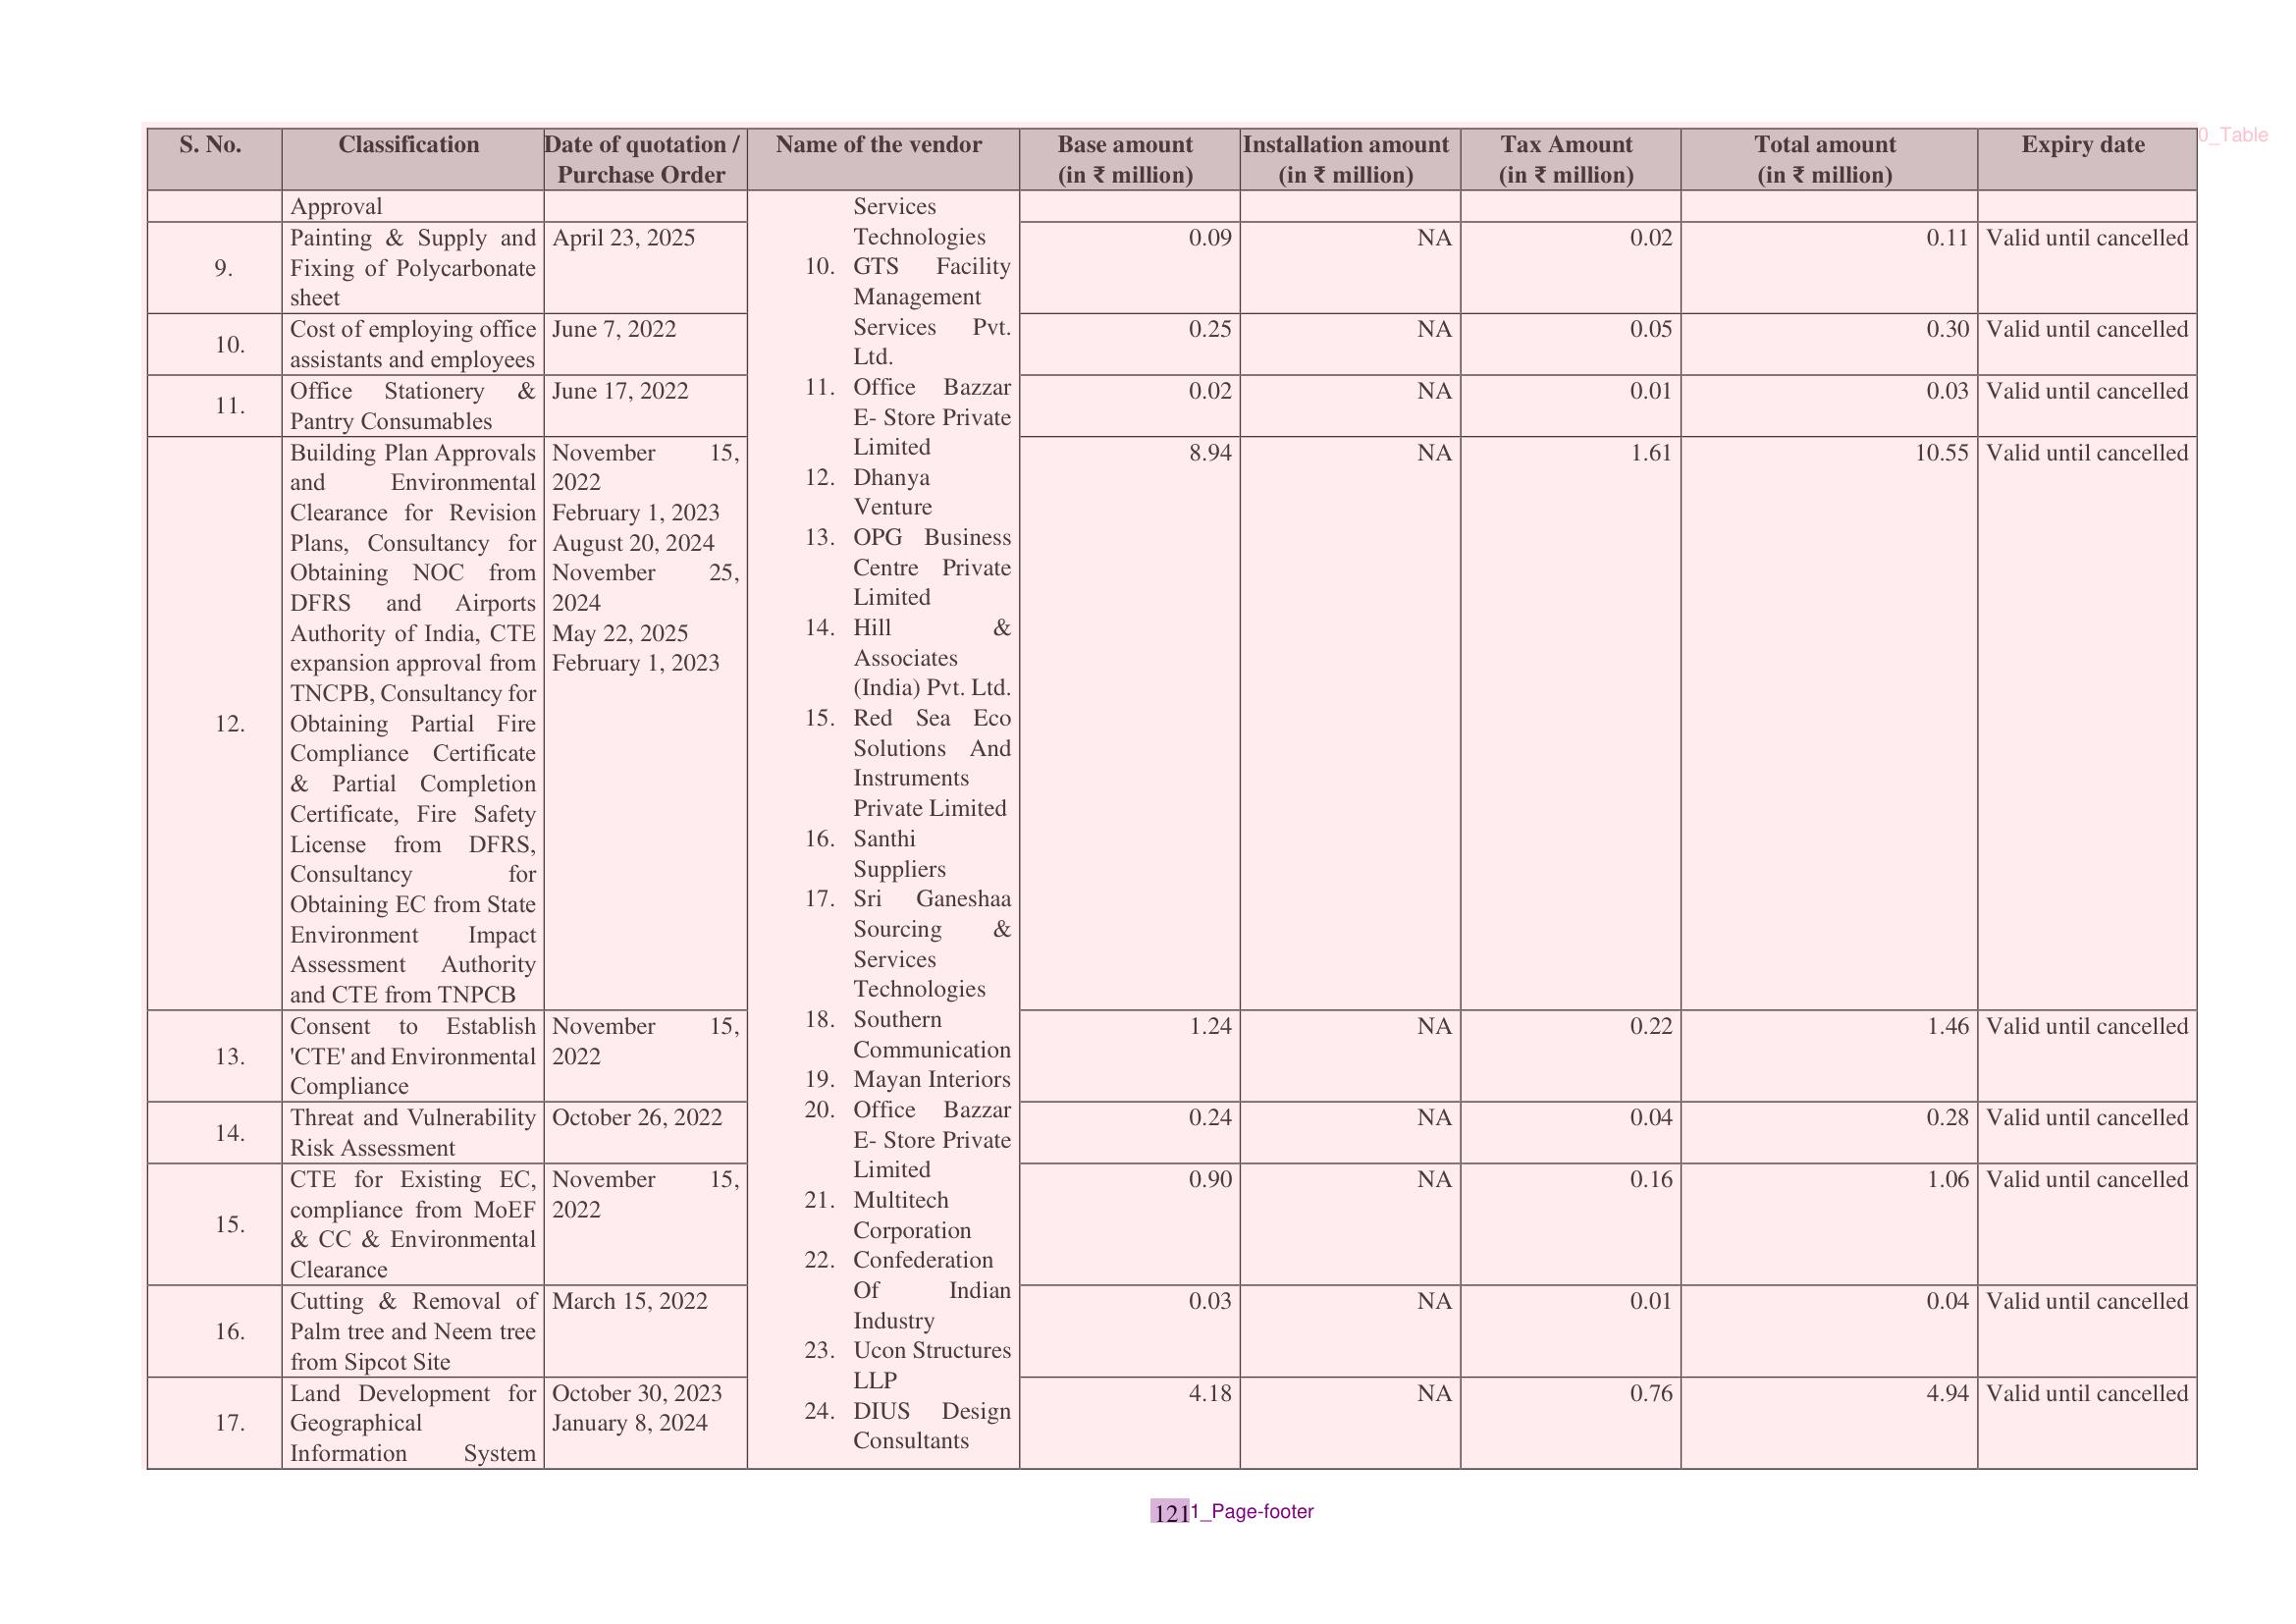 S. No.
Classification
Date of quotation /
Purchase Order
Name of the vendor
Base amount
(in ₹ million)
Installation amount
(in ₹ million)
Tax Amount
(in ₹ million)
Total amount
(in ₹ million)
Expiry date
0_Table
Approval
9.
Painting & Supply and
Fixing of Polycarbonate
sheet
April 23, 2025
0.09
NA
0.02
0.11
Valid until cancelled
10.
Cost of employing office
assistants and employees
June 7, 2022
0.25
NA
0.05
0.30
Valid until cancelled
11.
Office Stationery &
Pantry Consumables
June 17, 2022
0.02
NA
0.01
0.03
Valid until cancelled
12.
Building Plan Approvals
and Environmental
Clearance for Revision
Plans, Consultancy for
Obtaining NOC from
DFRS and Airports
Authority of India, CTE
expansion approval from
TNCPB, Consultancy for
Obtaining Partial Fire
Compliance Certificate
& Partial Completion
Certificate, Fire Safety
License from DFRS,
Consultancy for
Obtaining EC from State
Environment Impact
Assessment Authority
and CTE from TNPCB
November 15,
2022
February 1, 2023
August 20, 2024
November 25,
2024
May 22, 2025
February 1, 2023
8.94
NA
1.61
10.55
Valid until cancelled
13.
Consent to Establish
'CTE' and Environmental
Compliance
November 15,
2022
1.24
NA
0.22
1.46
Valid until cancelled
14.
Threat and Vulnerability
Risk Assessment
October 26, 2022
0.24
NA
0.04
0.28
Valid until cancelled
15.
CTE for Existing EC,
compliance from MoEF
& CC & Environmental
Clearance
November 15,
2022
0.90
NA
0.16
1.06
Valid until cancelled
16.
Cutting & Removal of
Palm tree and Neem tree
from Sipcot Site
March 15, 2022
0.03
NA
0.01
0.04
Valid until cancelled
17.
Land Development for
Geographical
Information System
October 30, 2023
January 8, 2024
4.18
NA
0.76
4.94
Valid until cancelled
Services
Technologies
10. GTS Facility
Management
Services Pvt.
Ltd.
11. Office Bazzar
E- Store Private
Limited
12. Dhanya
Venture
13. OPG Business
Centre Private
Limited
14. Hill &
Associates
(India) Pvt. Ltd.
15. Red Sea Eco
Solutions And
Instruments
Private Limited
16. Santhi
Suppliers
17. Sri Ganeshaa
Sourcing &
Services
Technologies
18. Southern
Communication
19. Mayan Interiors
20. Office Bazzar
E- Store Private
Limited
21. Multitech
Corporation
22. Confederation
Of Indian
Industry
23. Ucon Structures
LLP
24. DIUS Design
Consultants
121
1_Page-footer